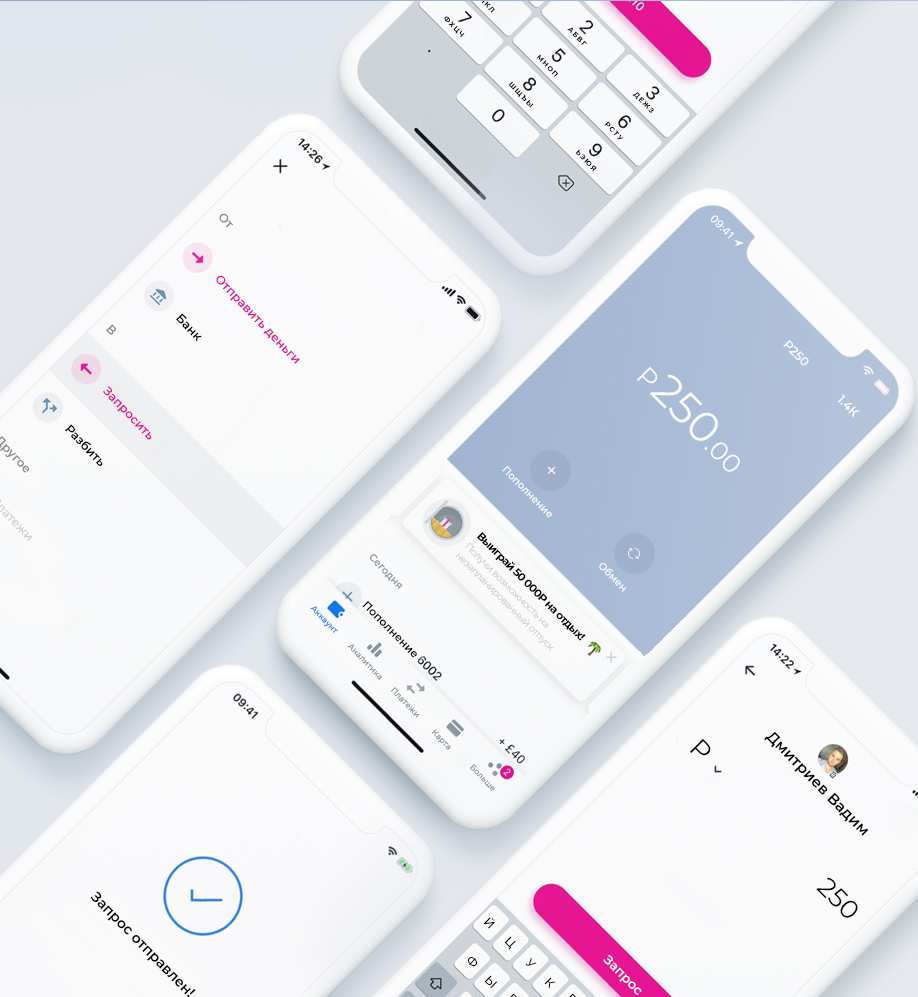 10
2
АБВГ
3
ДЕЖЗ
5
МНОП
6
РСТУ
7
ФХЦЧ
8
ШЩЪЫ
9
ЬЭЮЯ
0
14:26
От
Отправить деньги
Банк
В
Запросить
Разбить
Другое
09:41
Р250
Р250.00
1.4K
Пополнение
Обмен
Выиграй 50 000Р на отдых!
Получи возможность на
незапланированный отпуск
Сегодня
Пополнение 6002
+ £40
Аккаунт
Аналитика
Платежи
Карта
Больше
2
09:41
Запрос отправлен!
14:22
Дмитриев Вадим
Р
250
Запрос
Й Ц У К
Ф Ы